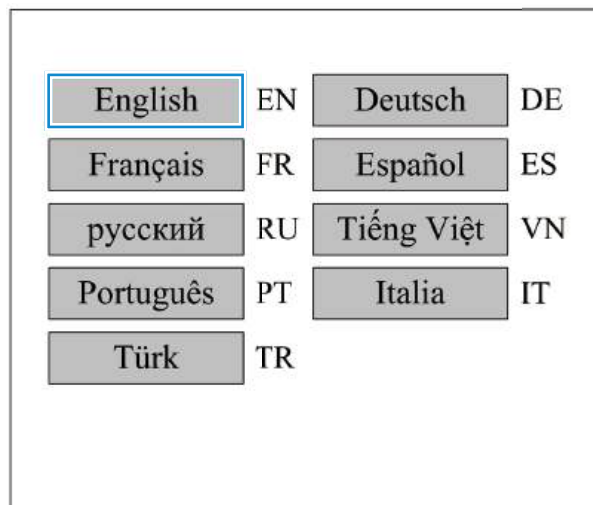 English EN Deutsch DE
Français FR Español ES
русский RU Tiếng Việt VN
Português PT Italia IT
Türk TR